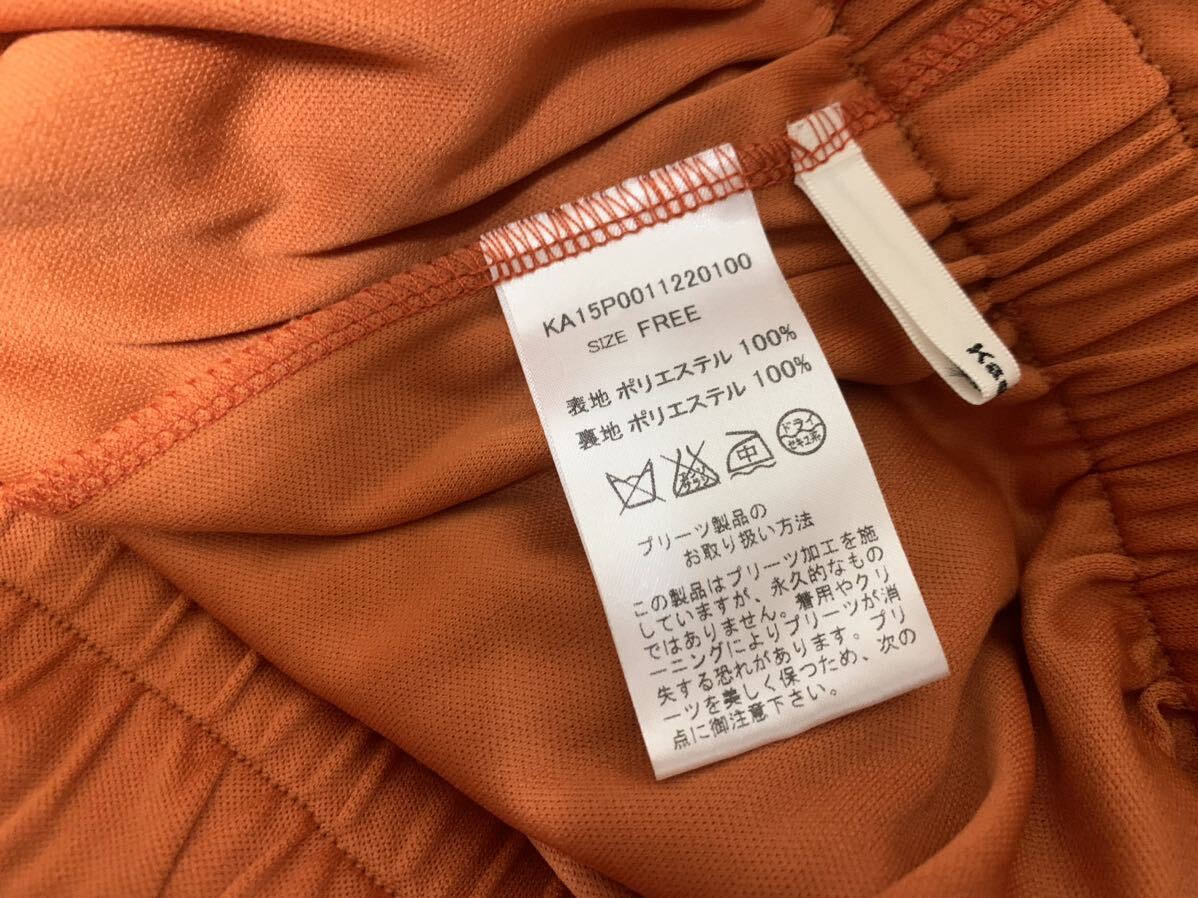 KA15P0011220100
SIZE FREE
表地 ポリエステル 100%
裏地 ポリエステル 100%
中
ドライ
セキユ系
プリーツ製品の
お取り扱い方法
この製品はプリーツ加工を施
していますが、永久的なもの
ではありません。着用やクリ
ーニングによりプリーツが消
失する恐れがあります。プリ
ーツを美しく保つため、次の
点に御注意下さい。